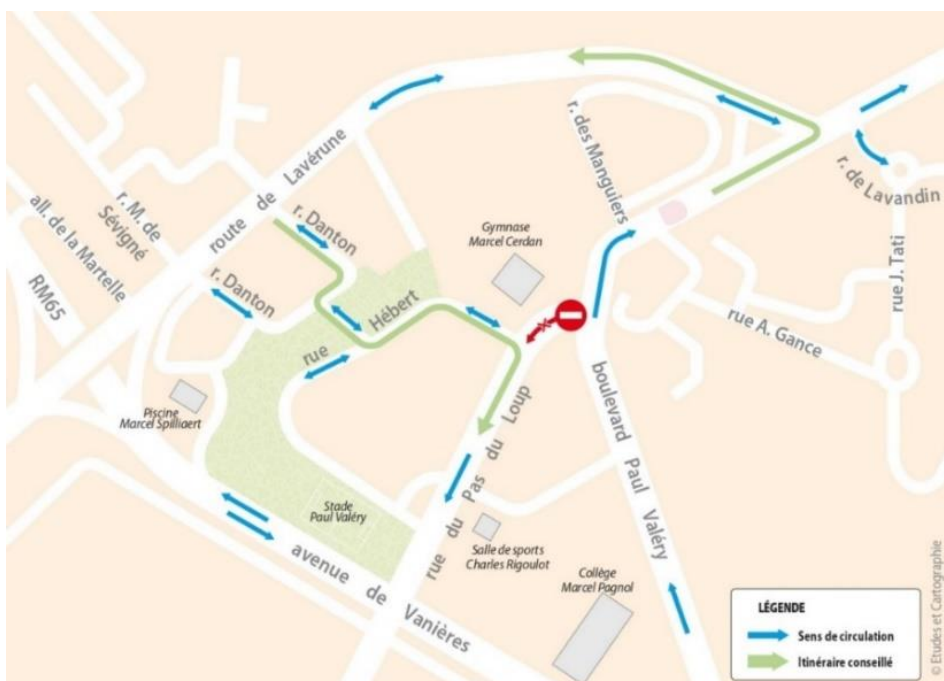 route de Lavérune
r. des Manguiers
r. de Lavandin
r. M. de
Sévigné
all. de la Martelle
RM65
r. Danton
r. Danton
Gymnase
Marcel Cerdan
rue J. Tati
rue Hébert
rue A. Gance
Piscine
Marcel Spilliaert
boulevard Paul Valéry
rue du Pas du Loup
Stade
Paul Valéry
avenue de Vanières
Salle de sports
Charles Rigoulot
Collège
Marcel Pagnol
LÉGENDE
Sens de circulation
Itinéraire conseillé
© Etudes et Cartographie